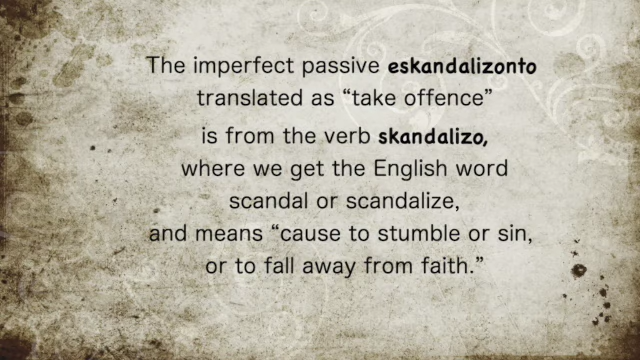 The imperfect passive eskandalizonto
translated as “take offence”
is from the verb skandalizo,
where we get the English word
scandal or scandalize,
and means “cause to stumble or sin,
or to fall away from faith.”